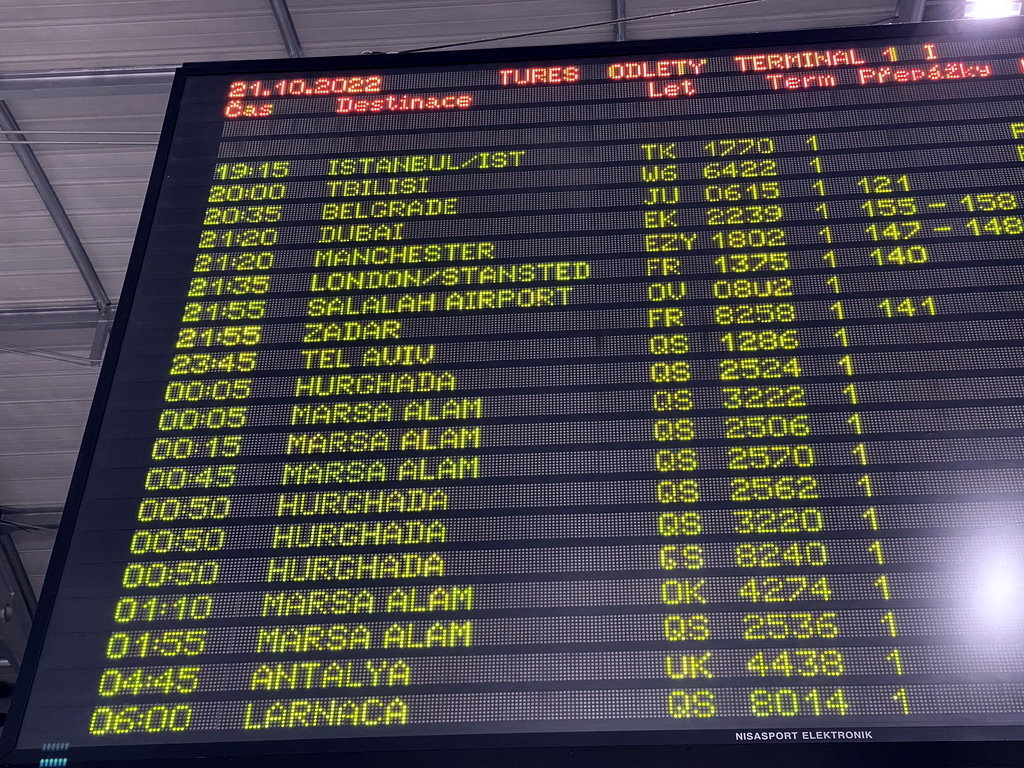 21.10.2022 TURES ODLETY TERMINAL 1 I
Čas Destinace Let Term Přepážky
19:15 ISTANBUL/IST TK 1770 1
20:00 TBILISI W6 6422 1
20:35 BELGRADE JU 0615 1 121
21:20 DUBAI EK 2239 1 155 - 158
21:20 MANCHESTER EZY 1802 1 147 - 148
21:35 LONDON/STANSTED FR 1375 1 140
21:55 SALALAH AIRPORT OV 08W2 1
21:55 ZADAR FR 8258 1 141
23:45 TEL AVIV QS 1286 1
00:05 HURGHADA QS 2524 1
00:05 MARSA ALAM QS 3222 1
00:15 MARSA ALAM QS 2506 1
00:45 MARSA ALAM QS 2570 1
00:50 HURGHADA QS 2562 1
00:50 HURGHADA QS 3220 1
00:50 HURGHADA 6S 8240 1
01:10 MARSA ALAM OK 4274 1
01:55 MARSA ALAM QS 2536 1
04:45 ANTALYA UK 4438 1
06:00 LARNACA QS 8014 1
NISASPORT ELEKTRONIK